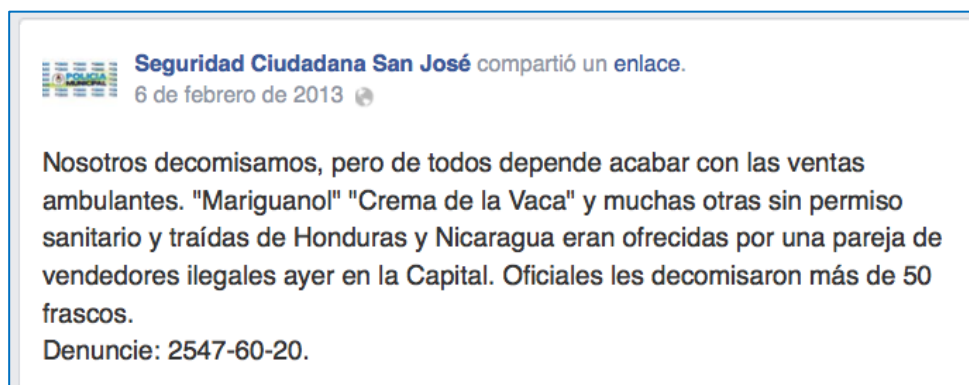 POLICIA
MUNICIPAL
Seguridad Ciudadana San José compartió un enlace.
6 de febrero de 2013
Nosotros decomisamos, pero de todos depende acabar con las ventas
ambulantes. "Mariguanol" "Crema de la Vaca" y muchas otras sin permiso
sanitario y traídas de Honduras y Nicaragua eran ofrecidas por una pareja de
vendedores ilegales ayer en la Capital. Oficiales les decomisaron más de 50
frascos.
Denuncie: 2547-60-20.